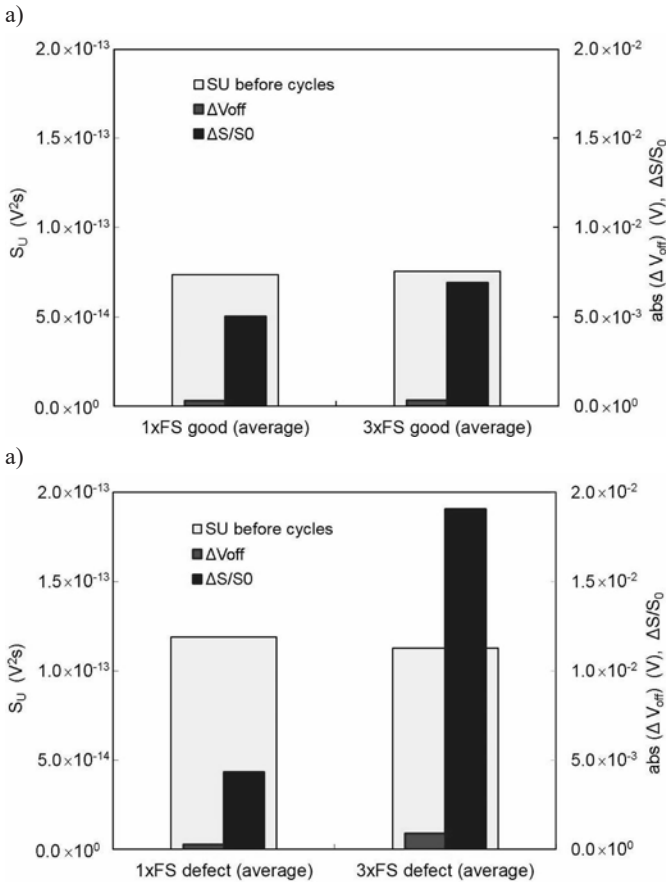 a)
2.0×10⁻¹³
1.5×10⁻¹³
1.0×10⁻¹³
5.0×10⁻¹⁴
0.0×10⁰
S_U (V²s)
SU before cycles
ΔVoff
ΔS/S0
2.0×10⁻²
1.5×10⁻²
1.0×10⁻²
5.0×10⁻³
0.0×10⁰
abs (Δ V_off) (V), ΔS/S₀
1xFS good (average) 3xFS good (average)
a)
2.0×10⁻¹³
1.5×10⁻¹³
1.0×10⁻¹³
5.0×10⁻¹⁴
0.0×10⁰
S_U (V²s)
SU before cycles
ΔVoff
ΔS/S0
2.0×10⁻²
1.5×10⁻²
1.0×10⁻²
5.0×10⁻³
0.0×10⁰
abs (Δ V_off) (V), ΔS/S₀
1xFS defect (average) 3xFS defect (average)